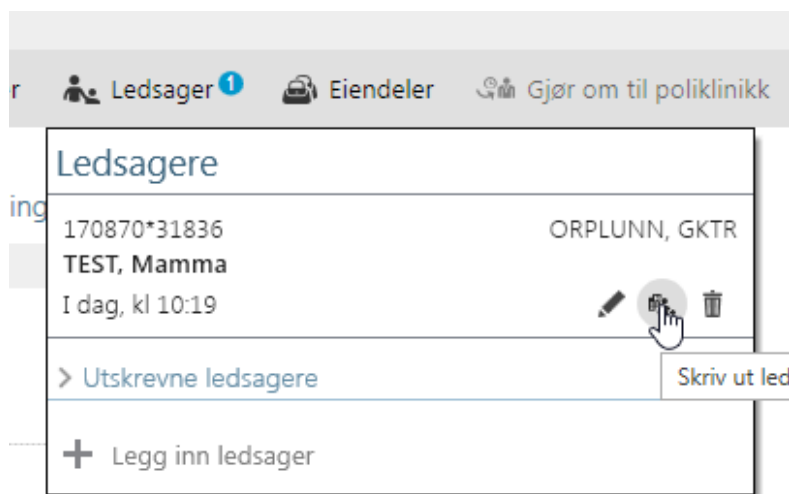 r Ledsager 1 Eiendeler Gjør om til poliklinikk
Ledsagere
ing
170870*31836 ORPLUNN, GKTR
TEST, Mamma
I dag, kl 10:19
> Utskrevne ledsagere
Skriv ut led
+ Legg inn ledsager